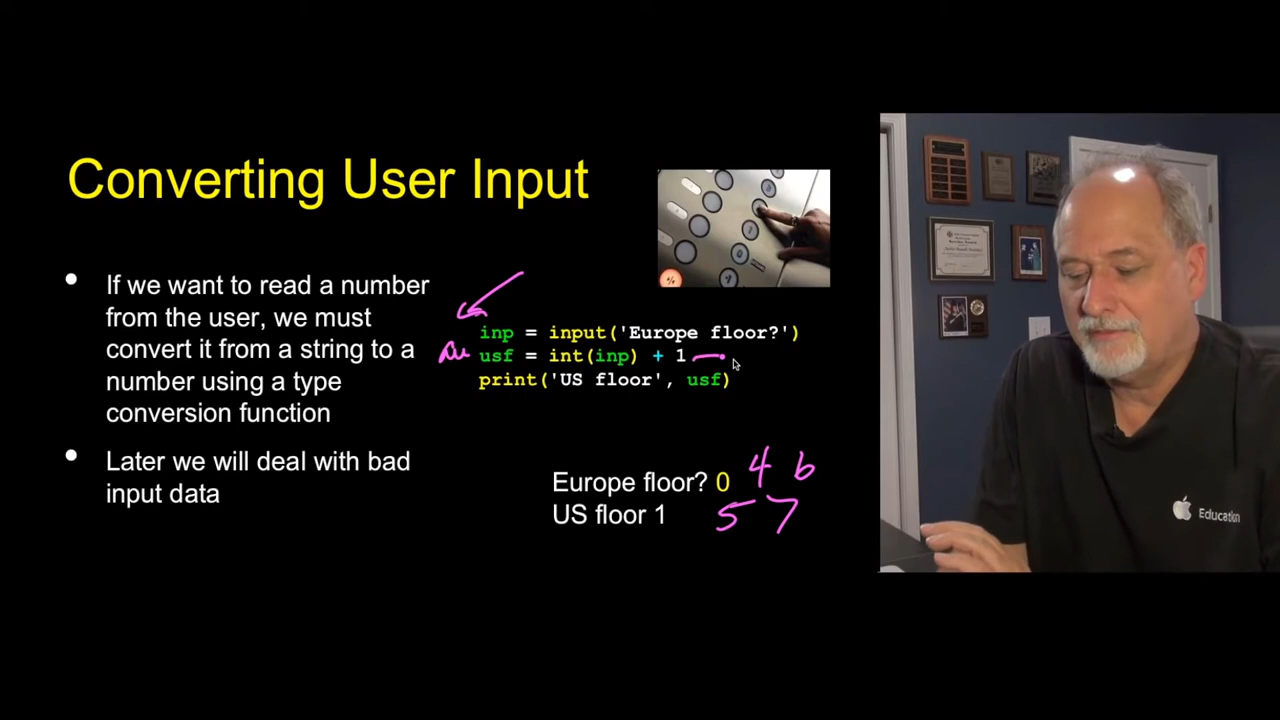 Converting User Input
If we want to read a number
from the user, we must
convert it from a string to a
number using a type
conversion function
Later we will deal with bad
input data
inp = input('Europe floor?')
usf = int(inp) + 1
print('US floor', usf)
Europe floor? 0 4 6
US floor 1 5 7
Education